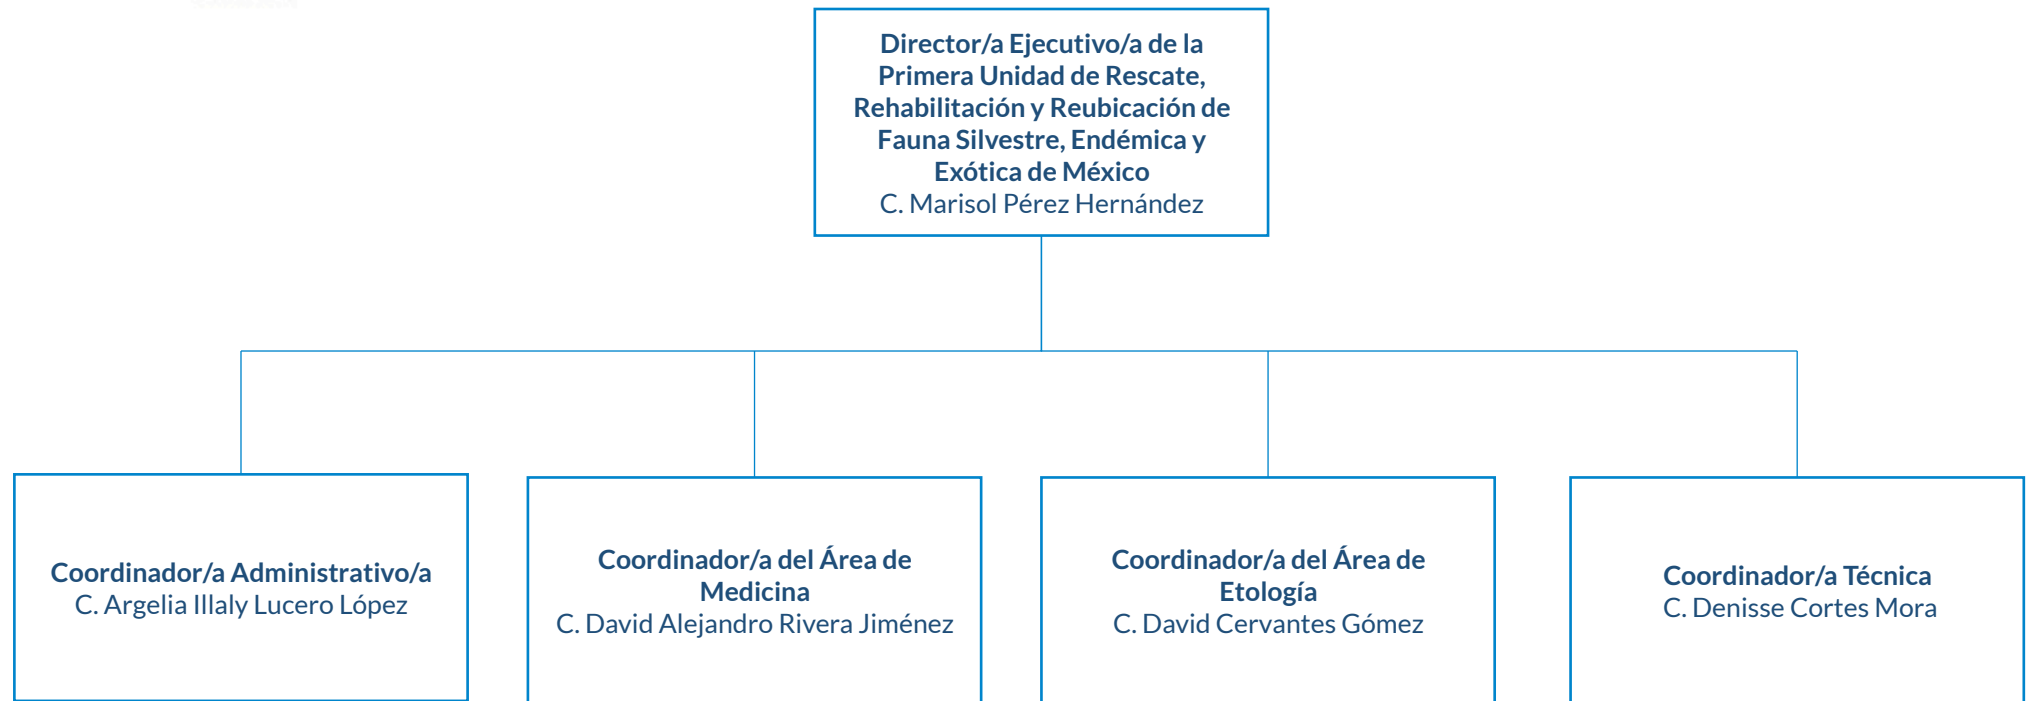 Director/a Ejecutivo/a de la
Primera Unidad de Rescate,
Rehabilitación y Reubicación de
Fauna Silvestre, Endémica y
Exótica de México
C. Marisol Pérez Hernández
Coordinador/a Administrativo/a
C. Argelia Illaly Lucero López
Coordinador/a del Área de
Medicina
C. David Alejandro Rivera Jiménez
Coordinador/a del Área de
Etología
C. David Cervantes Gómez
Coordinador/a Técnica
C. Denisse Cortes Mora